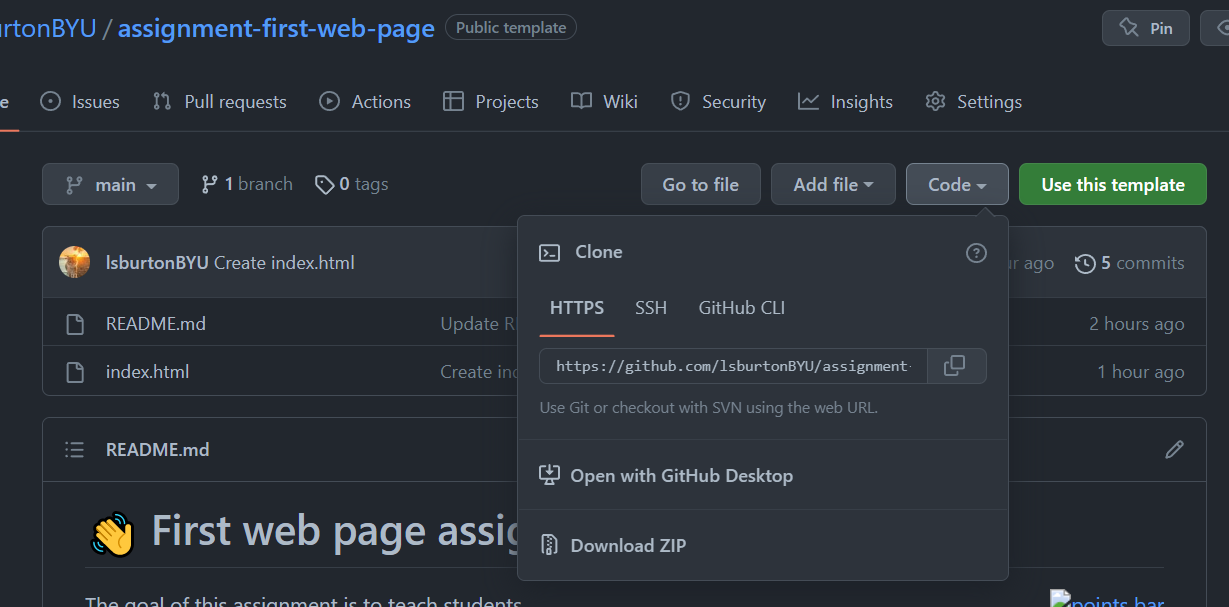 urtonBYU / assignment-first-web-page Public template Pin
e Issues Pull requests Actions Projects Wiki Security Insights Settings
main 1 branch 0 tags Go to file Add file Code Use this template
lsburtonBYU Create index.html ur ago 5 commits
README.md Update R 2 hours ago
index.html Create ind 1 hour ago
Clone
HTTPS SSH GitHub CLI
https://github.com/lsburtonBYU/assignment-
Use Git or checkout with SVN using the web URL.
Open with GitHub Desktop
Download ZIP
README.md
First web page assig
The goal of this assignment is to teach students
points bar